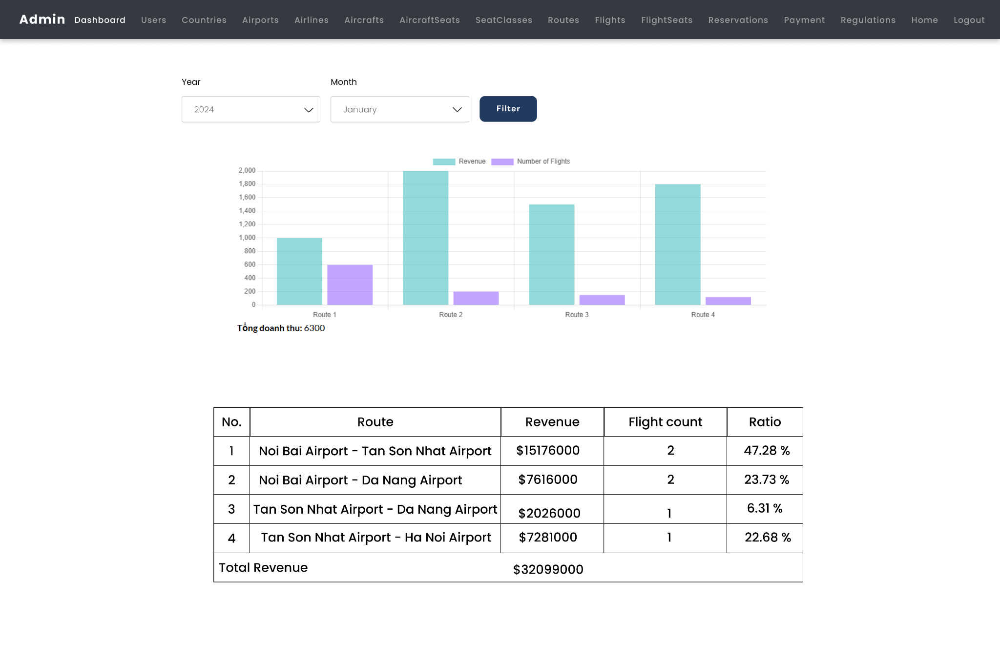 Admin Dashboard Users Countries Airports Airlines Aircrafts AircraftSeats SeatClasses Routes Flights FlightSeats Reservations Payment Regulations Home Logout
Year Month
2024 January Filter
Revenue Number of Flights
2,000
1,800
1,600
1,400
1,200
1,000
800
600
400
200
0
Route 1 Route 2 Route 3 Route 4
Tổng doanh thu: 6300
No. Route Revenue Flight count Ratio
1 Noi Bai Airport - Tan Son Nhat Airport $15176000 2 47.28 %
2 Noi Bai Airport - Da Nang Airport $7616000 2 23.73 %
3 Tan Son Nhat Airport - Da Nang Airport $2026000 1 6.31 %
4 Tan Son Nhat Airport - Ha Noi Airport $7281000 1 22.68 %
Total Revenue $32099000